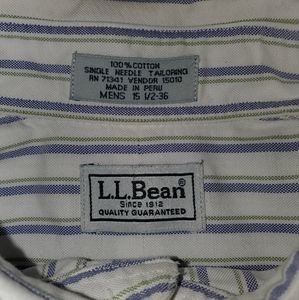 100% COTTON
SINGLE NEEDLE TAILORING
RN 71341 VENDOR 15010
MADE IN PERU
MENS 15 1/2-36
L.L.Bean®
Since 1912
QUALITY GUARANTEED